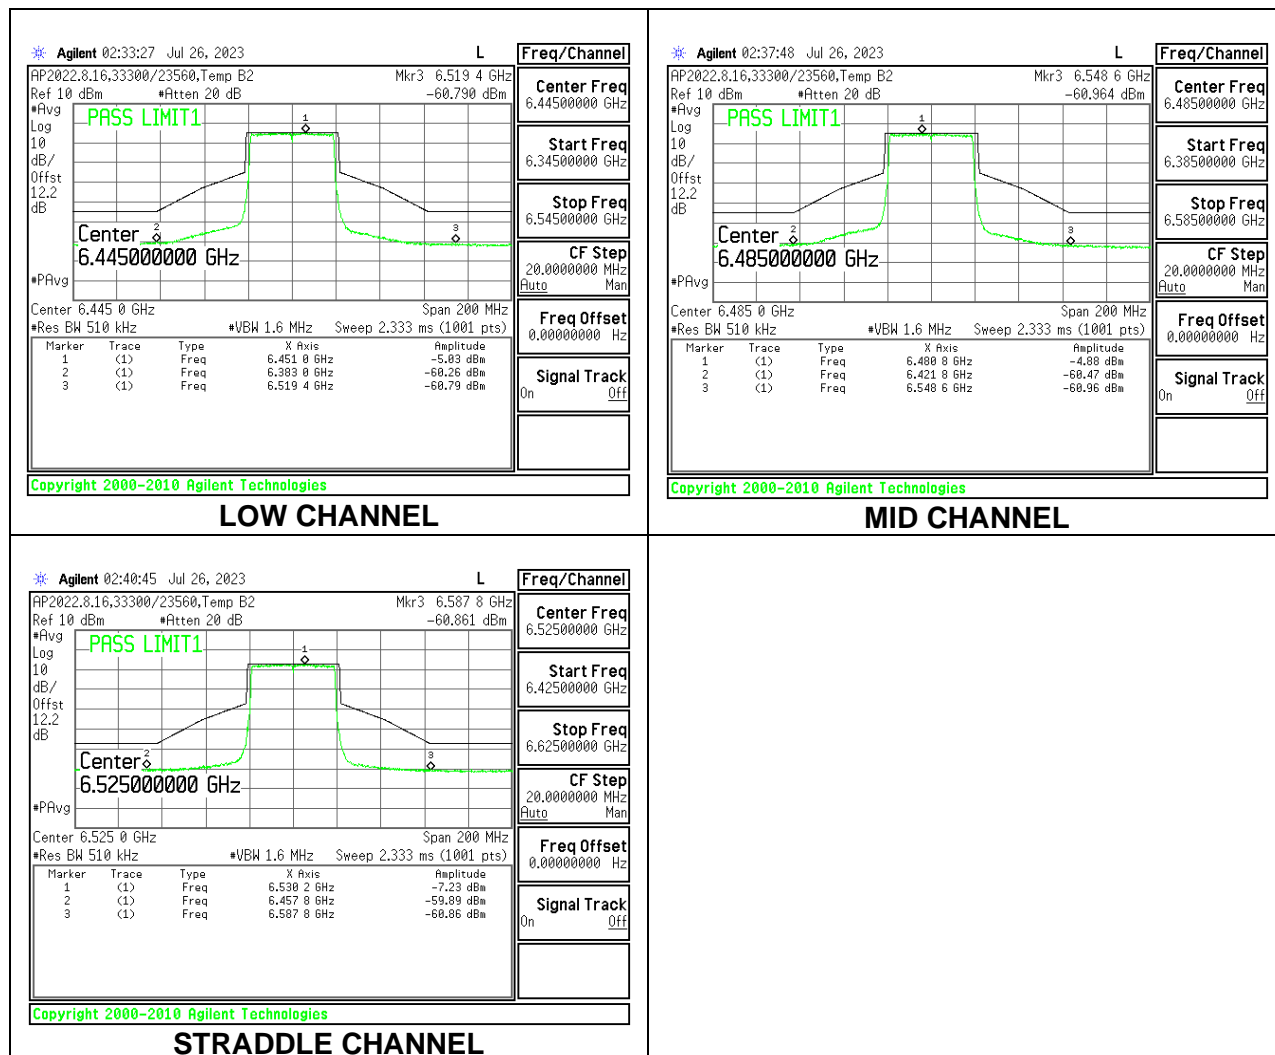 Agilent 02:33:27 Jul 26, 2023 L Freq/Channel
AP2022.8.16,33300/23560,Temp B2 Mkr3 6.519 4 GHz
Ref 10 dBm #Atten 20 dB -60.790 dBm
#Avg
Log
10
dB/
Offst
12.2
dB
#PAvg
PASS LIMIT1
1
2
3
Center
6.445000000 GHz
Center 6.445 0 GHz Span 200 MHz
#Res BW 510 kHz #VBW 1.6 MHz Sweep 2.333 ms (1001 pts)
Marker Trace Type X Axis Amplitude
1 (1) Freq 6.451 0 GHz -5.03 dBm
2 (1) Freq 6.383 0 GHz -60.26 dBm
3 (1) Freq 6.519 4 GHz -60.79 dBm
Center Freq
6.44500000 GHz
Start Freq
6.34500000 GHz
Stop Freq
6.54500000 GHz
CF Step
20.0000000 MHz
Auto Man
Freq Offset
0.00000000 Hz
Signal Track
On Off
Copyright 2000-2010 Agilent Technologies
LOW CHANNEL
Agilent 02:37:48 Jul 26, 2023 L Freq/Channel
AP2022.8.16,33300/23560,Temp B2 Mkr3 6.548 6 GHz
Ref 10 dBm #Atten 20 dB -60.964 dBm
#Avg
Log
10
dB/
Offst
12.2
dB
#PAvg
PASS LIMIT1
1
2
3
Center
6.485000000 GHz
Center 6.485 0 GHz Span 200 MHz
#Res BW 510 kHz #VBW 1.6 MHz Sweep 2.333 ms (1001 pts)
Marker Trace Type X Axis Amplitude
1 (1) Freq 6.480 8 GHz -4.88 dBm
2 (1) Freq 6.421 8 GHz -60.47 dBm
3 (1) Freq 6.548 6 GHz -60.96 dBm
Center Freq
6.48500000 GHz
Start Freq
6.38500000 GHz
Stop Freq
6.58500000 GHz
CF Step
20.0000000 MHz
Auto Man
Freq Offset
0.00000000 Hz
Signal Track
On Off
Copyright 2000-2010 Agilent Technologies
MID CHANNEL
Agilent 02:40:45 Jul 26, 2023 L Freq/Channel
AP2022.8.16,33300/23560,Temp B2 Mkr3 6.587 8 GHz
Ref 10 dBm #Atten 20 dB -60.861 dBm
#Avg
Log
10
dB/
Offst
12.2
dB
#PAvg
PASS LIMIT1
1
2
3
Center
6.525000000 GHz
Center 6.525 0 GHz Span 200 MHz
#Res BW 510 kHz #VBW 1.6 MHz Sweep 2.333 ms (1001 pts)
Marker Trace Type X Axis Amplitude
1 (1) Freq 6.530 2 GHz -7.23 dBm
2 (1) Freq 6.457 8 GHz -59.89 dBm
3 (1) Freq 6.587 8 GHz -60.86 dBm
Center Freq
6.52500000 GHz
Start Freq
6.42500000 GHz
Stop Freq
6.62500000 GHz
CF Step
20.0000000 MHz
Auto Man
Freq Offset
0.00000000 Hz
Signal Track
On Off
Copyright 2000-2010 Agilent Technologies
STRADDLE CHANNEL